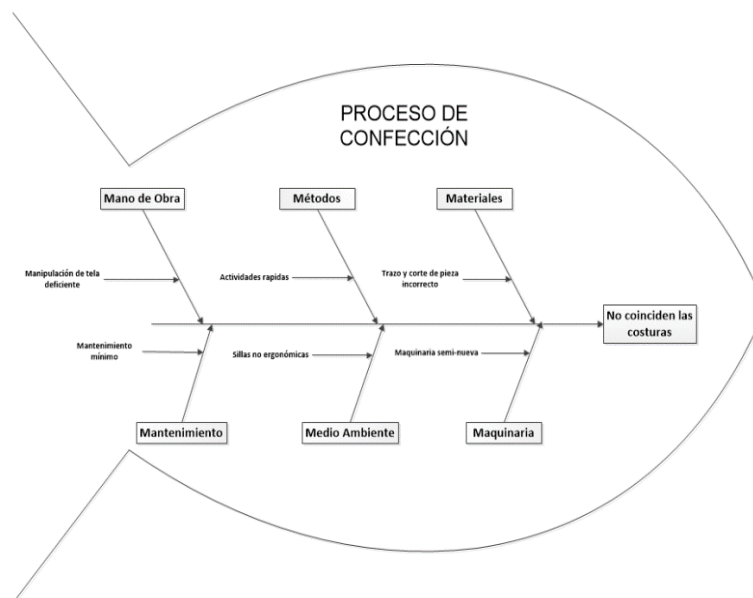 PROCESO DE
CONFECCIÓN
Mano de Obra
Métodos
Materiales
Manipulación de tela
deficiente
Actividades rapidas
Trazo y corte de pieza
incorrecto
No coinciden las
costuras
Mantenimiento
mínimo
Sillas no ergonómicas
Maquinaria semi-nueva
Mantenimiento
Medio Ambiente
Maquinaria